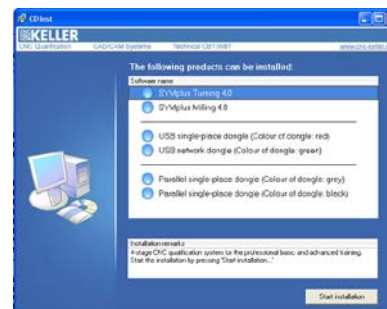 CDInst
KELLER
CNC Qualification CAD/CAM Systems Technical CBT/WBT www.cnc-keller.
The following products can be installed:
Software name
SYMplus Turning 4.0
SYMplus Milling 4.0
USB single-place dongle (Colour of dongle: red)
USB network dongle (Colour of dongle: green)
Parallel single-place dongle (Colour of dongle: grey)
Parallel single-place dongle (Colour of dongle: black)
Installation remarks
4-stage CNC qualification system for the professional basic and advanced training.
Start the installation by pressing "Start installation..."
Start installation